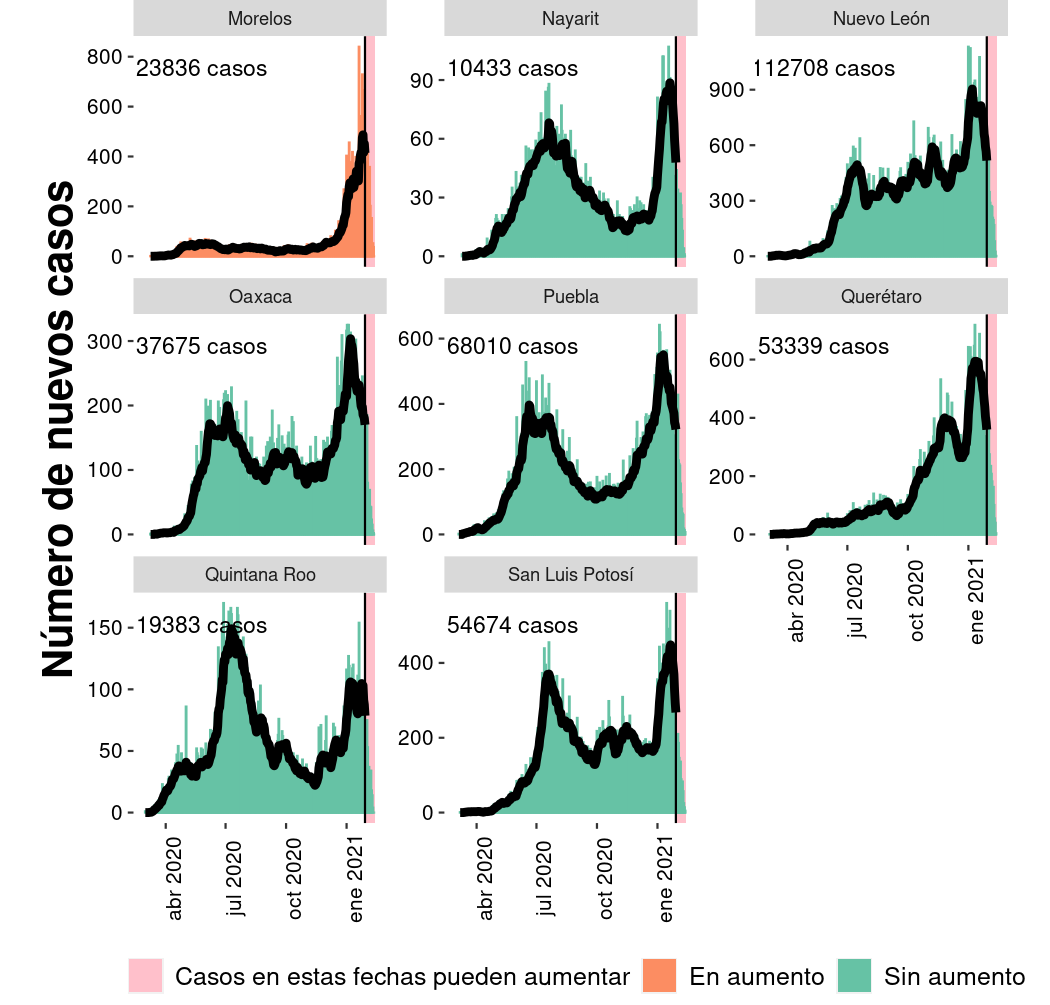 Número de nuevos casos
Morelos
Nayarit
Nuevo León
23836 casos
10433 casos
112708 casos
800
600
400
200
0
90
60
30
0
900
600
300
0
Oaxaca
Puebla
Querétaro
37675 casos
68010 casos
53339 casos
300
200
100
0
600
400
200
0
600
400
200
0
abr 2020
jul 2020
oct 2020
ene 2021
Quintana Roo
San Luis Potosí
19383 casos
54674 casos
150
100
50
0
400
200
0
abr 2020
jul 2020
oct 2020
ene 2021
abr 2020
jul 2020
oct 2020
ene 2021
Casos en estas fechas pueden aumentar
En aumento
Sin aumento